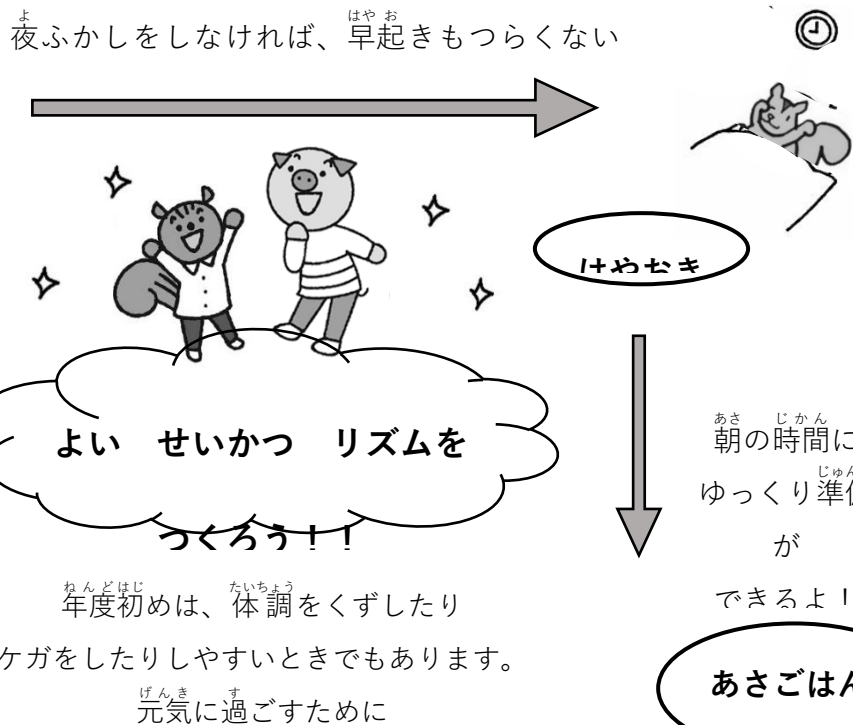 夜ふかしをしなければ、早起きもつらくない
はやおき
よい　せいかつ　リズムを
つくろう！！
朝の時間に
ゆっくり準
が
できるよ！
あさごはん
年度初めは、体調をくずしたり
ケガをしたりしやすいときでもあります。
元気に過ごすために